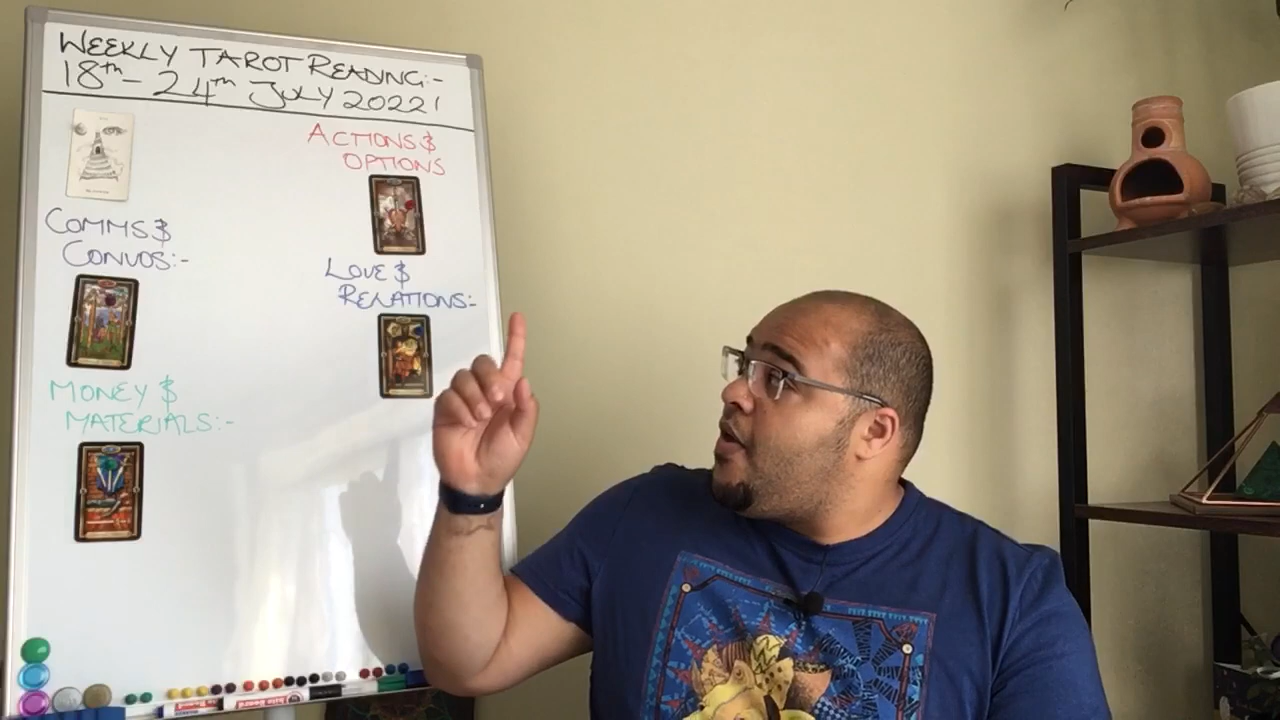 WEEKLY TAROT READING:-
18th - 24th JULY 2022!
ACTIONS &
OPTIONS
COMMS &
CONVOS:-
LOVE &
RELATIONS:-
MONEY &
MATERIALS:-